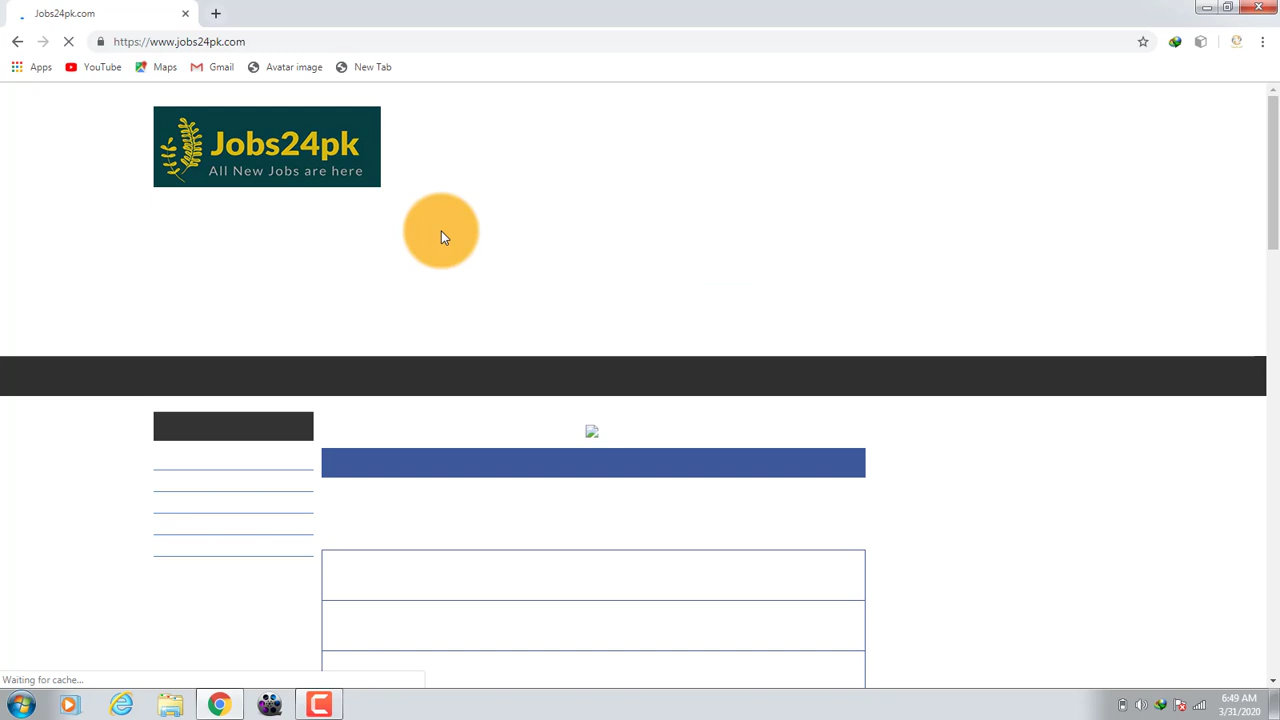 Jobs24pk.com
https://www.jobs24pk.com
Apps
YouTube
Maps
Gmail
Avatar image
New Tab
Jobs24pk
All New Jobs are here
Waiting for cache...
6:49 AM
3/31/2020